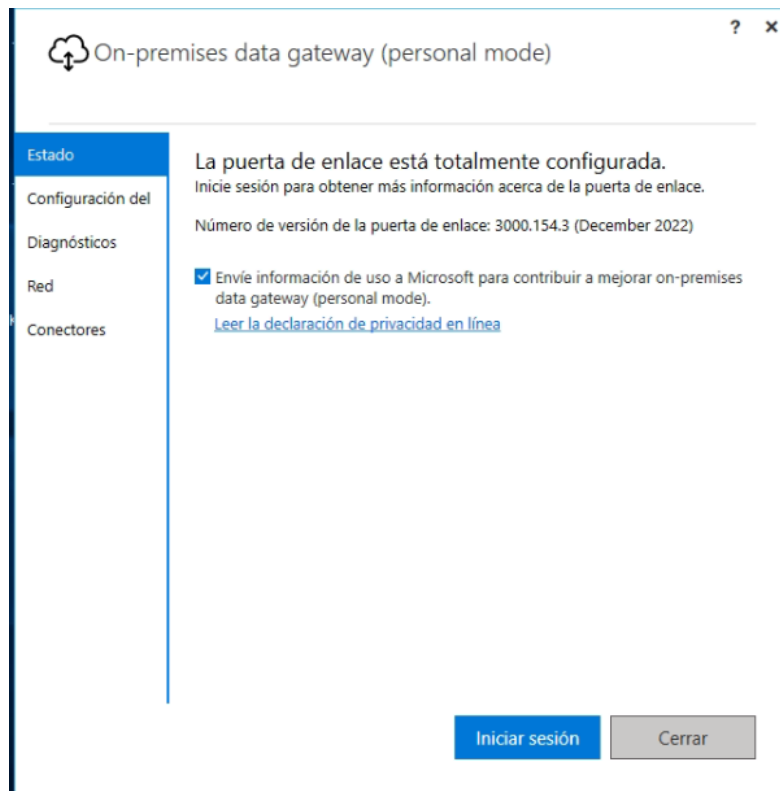 ? ×
On-premises data gateway (personal mode)
Estado
Configuración del
Diagnósticos
Red
Conectores
La puerta de enlace está totalmente configurada.
Inicie sesión para obtener más información acerca de la puerta de enlace.
Número de versión de la puerta de enlace: 3000.154.3 (December 2022)
Envíe información de uso a Microsoft para contribuir a mejorar on-premises
data gateway (personal mode).
Leer la declaración de privacidad en línea
Iniciar sesión
Cerrar